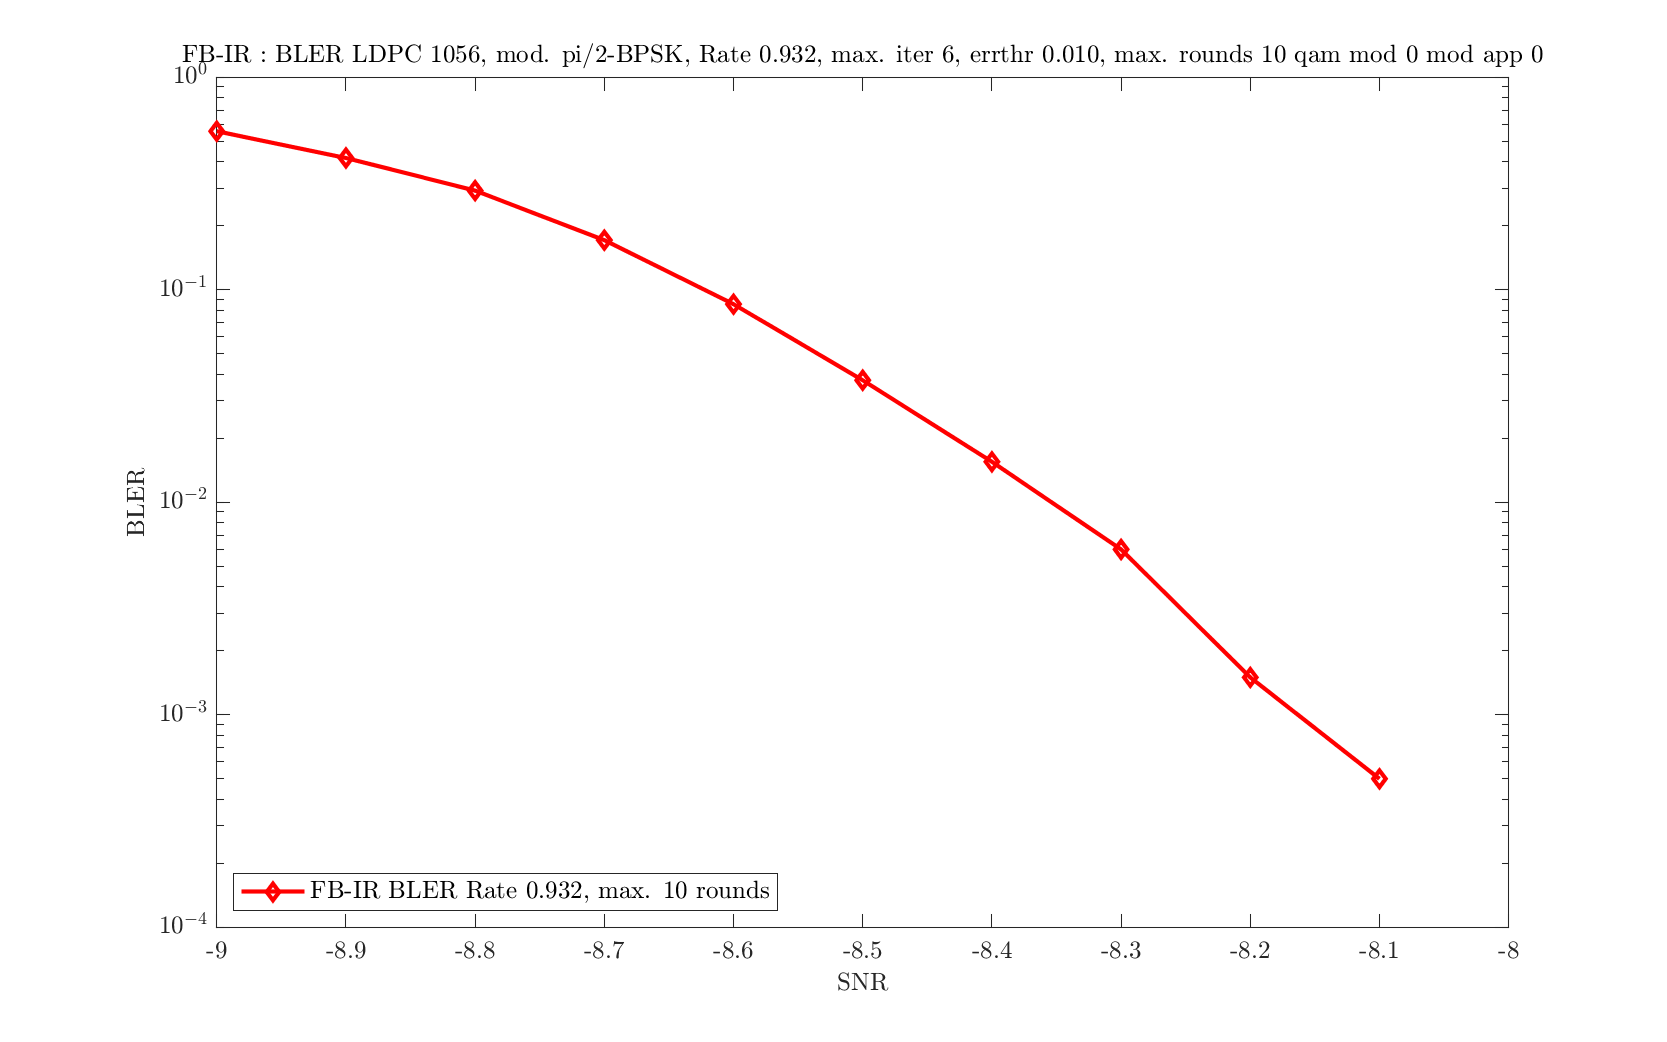 FB-IR : BLER LDPC 1056, mod. pi/2-BPSK, Rate 0.932, max. iter 6, errthr 0.010, max. rounds 10 qam mod 0 mod app 0
10^0
10^-1
10^-2
10^-3
10^-4
BLER
FB-IR BLER Rate 0.932, max. 10 rounds
-9 -8.9 -8.8 -8.7 -8.6 -8.5 -8.4 -8.3 -8.2 -8.1 -8
SNR